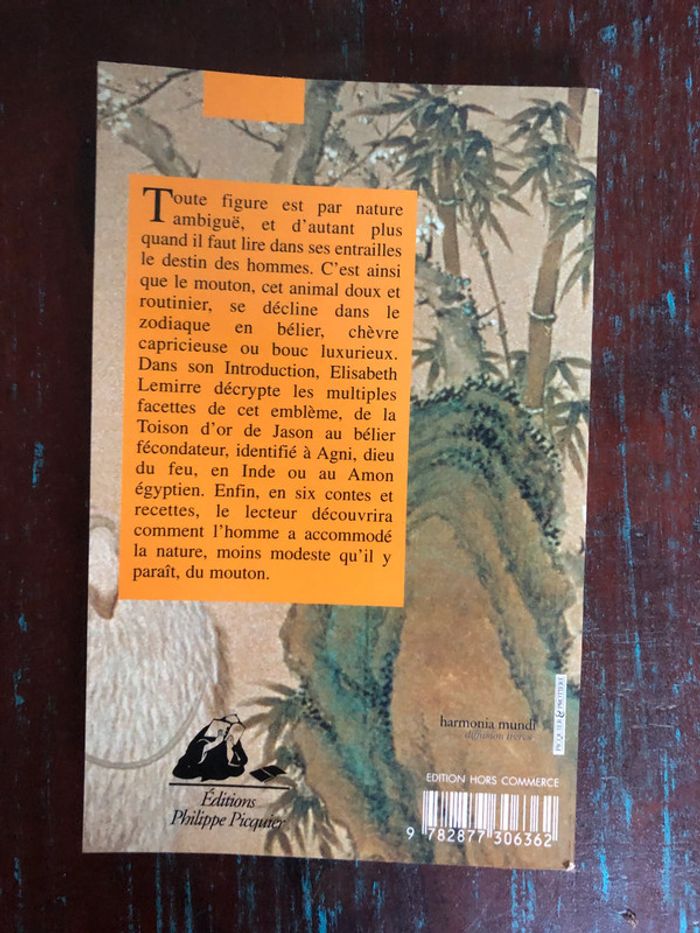 Toute figure est par nature
ambiguë, et d'autant plus
quand il faut lire dans ses entrailles
le destin des hommes. C'est ainsi
que le mouton, cet animal doux et
routinier, se décline dans le
zodiaque en bélier, chèvre
capricieuse ou bouc luxurieux.
Dans son Introduction, Elisabeth
Lemirre décrypte les multiples
facettes de cet emblème, de la
Toison d'or de Jason au bélier
fécondateur, identifié à Agni, dieu
du feu, en Inde ou au Amon
égyptien. Enfin, en six contes et
recettes, le lecteur découvrira
comment l'homme a accommodé
la nature, moins modeste qu'il y
paraît, du mouton.
harmonia mundi
diffusion livres
PICQUIER & PROTIÈRE
EDITION HORS COMMERCE
Éditions
Philippe Picquier
9 782877 306362